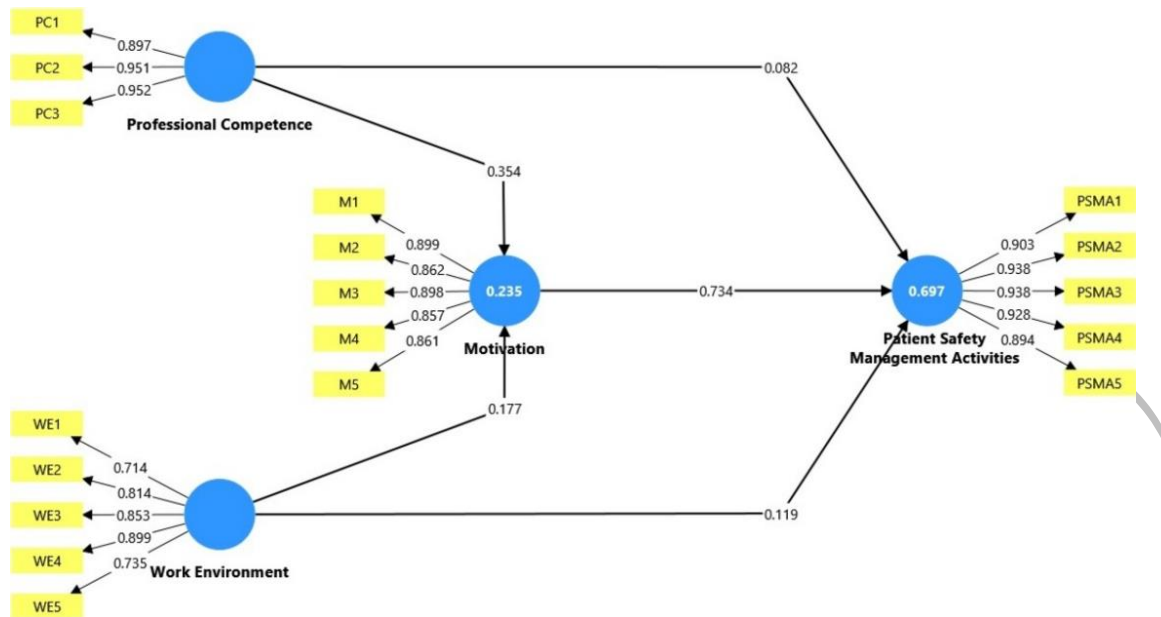 PC1
0.897
PC2
0.951
0.082
0.952
PC3
Professional Competence
0.354
M1
PSMA1
0.899
0.903
M2
PSMA2
0.862
0.938
M3
0.898
0.235
0.734
0.697
0.938
PSMA3
0.857
0.928
M4
0.861
Motivation
Patient Safety
Management Activities
0.894
PSMA4
M5
PSMA5
0.177
WE1
0.714
WE2
0.814
WE3
0.853
0.119
0.899
WE4
0.735
Work Environment
WE5